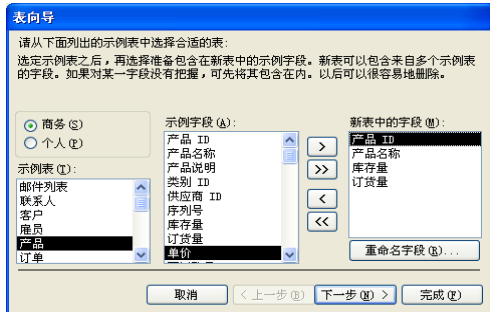 表向导
请从下面列出的示例表中选择合适的表:
选定示例表之后，再选择准备包含在新表中的示例字段。新表可以包含来自多个示例表
的字段。如果对某一字段没有把握，可先将其包含在内。以后可以很容易地删除。
商务(S)
个人(P)
示例表(T):
邮件列表
联系人
客户
雇员
产品
订单
示例字段(A):
产品 ID
产品名称
产品说明
类别 ID
供应商 ID
序列号
库存量
订货量
单价
>
>>
<
<<
新表中的字段(M):
产品 ID
产品名称
库存量
订货量
重命名字段(R)...
取消
< 上一步(B)
下一步(N) >
完成(F)